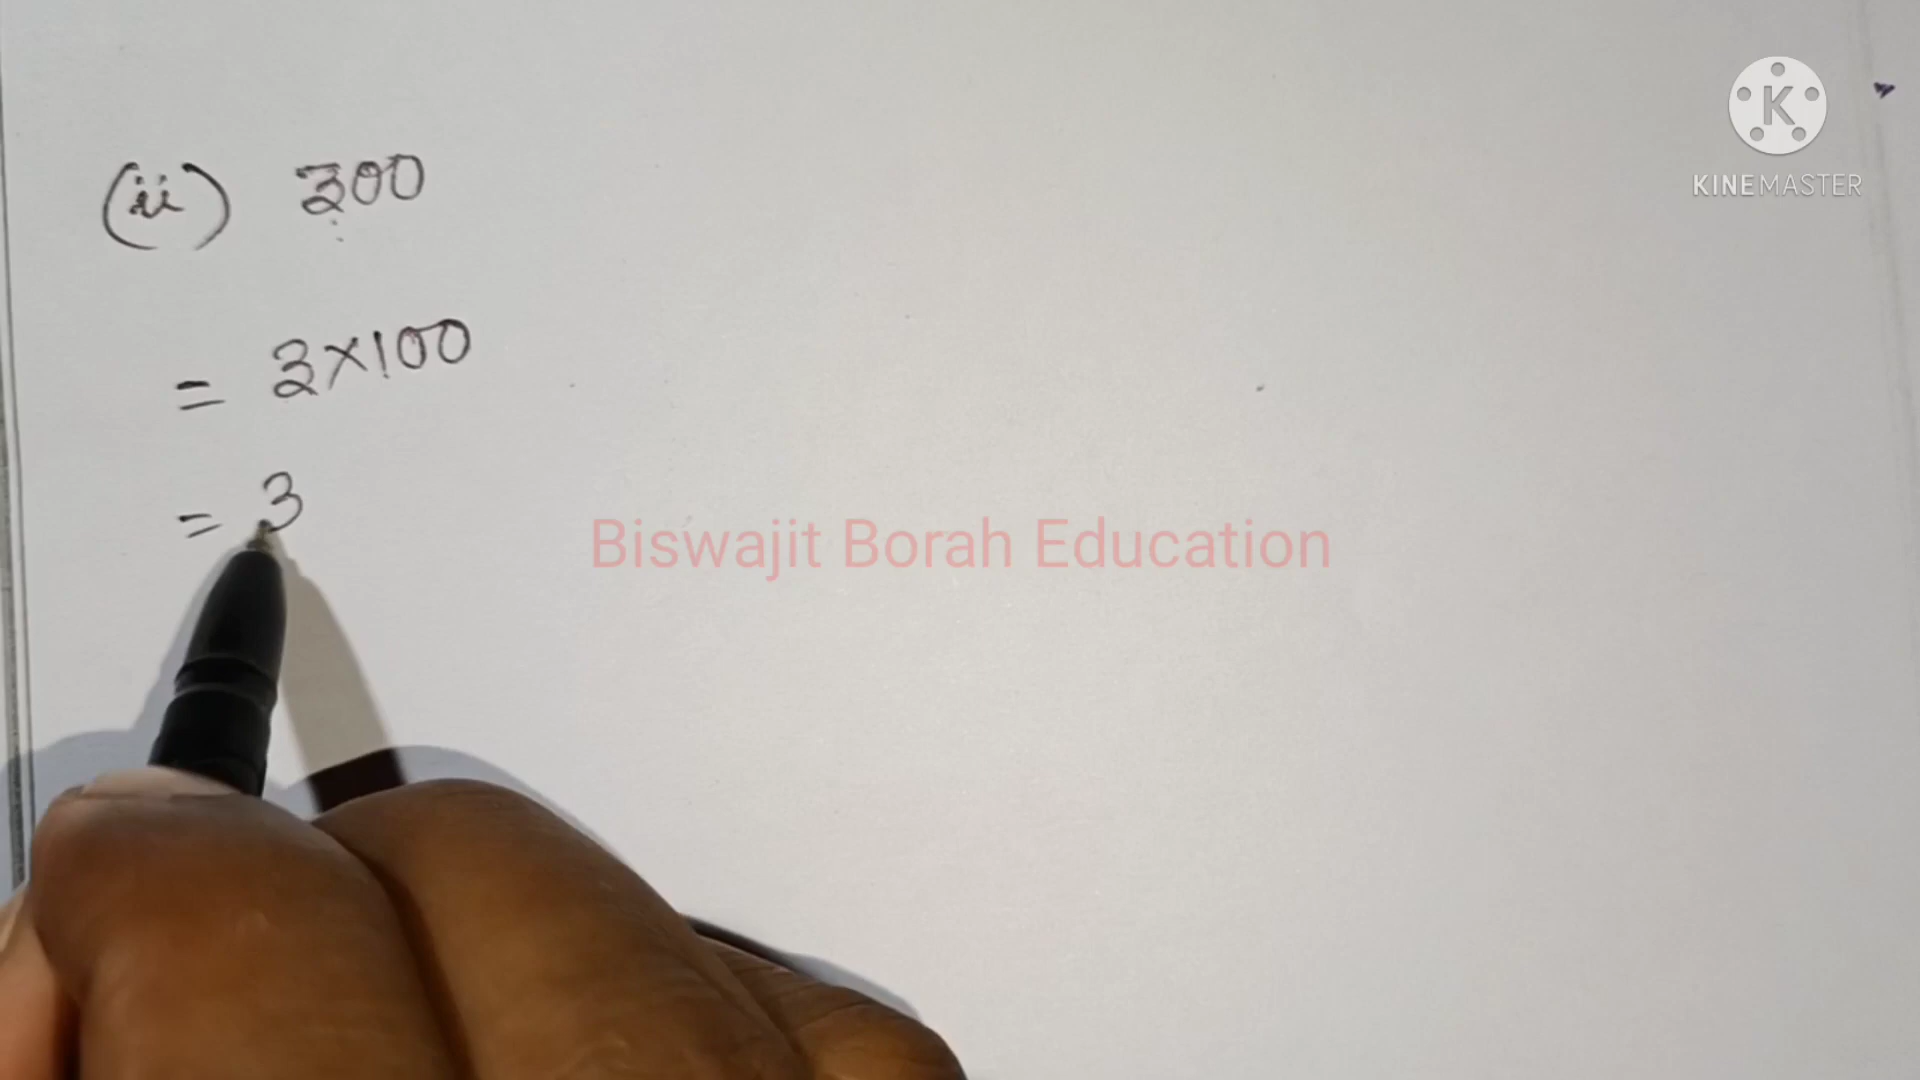 (ii) 300
= 3×100
= 3
Biswajit Borah Education
K
KINEMASTER